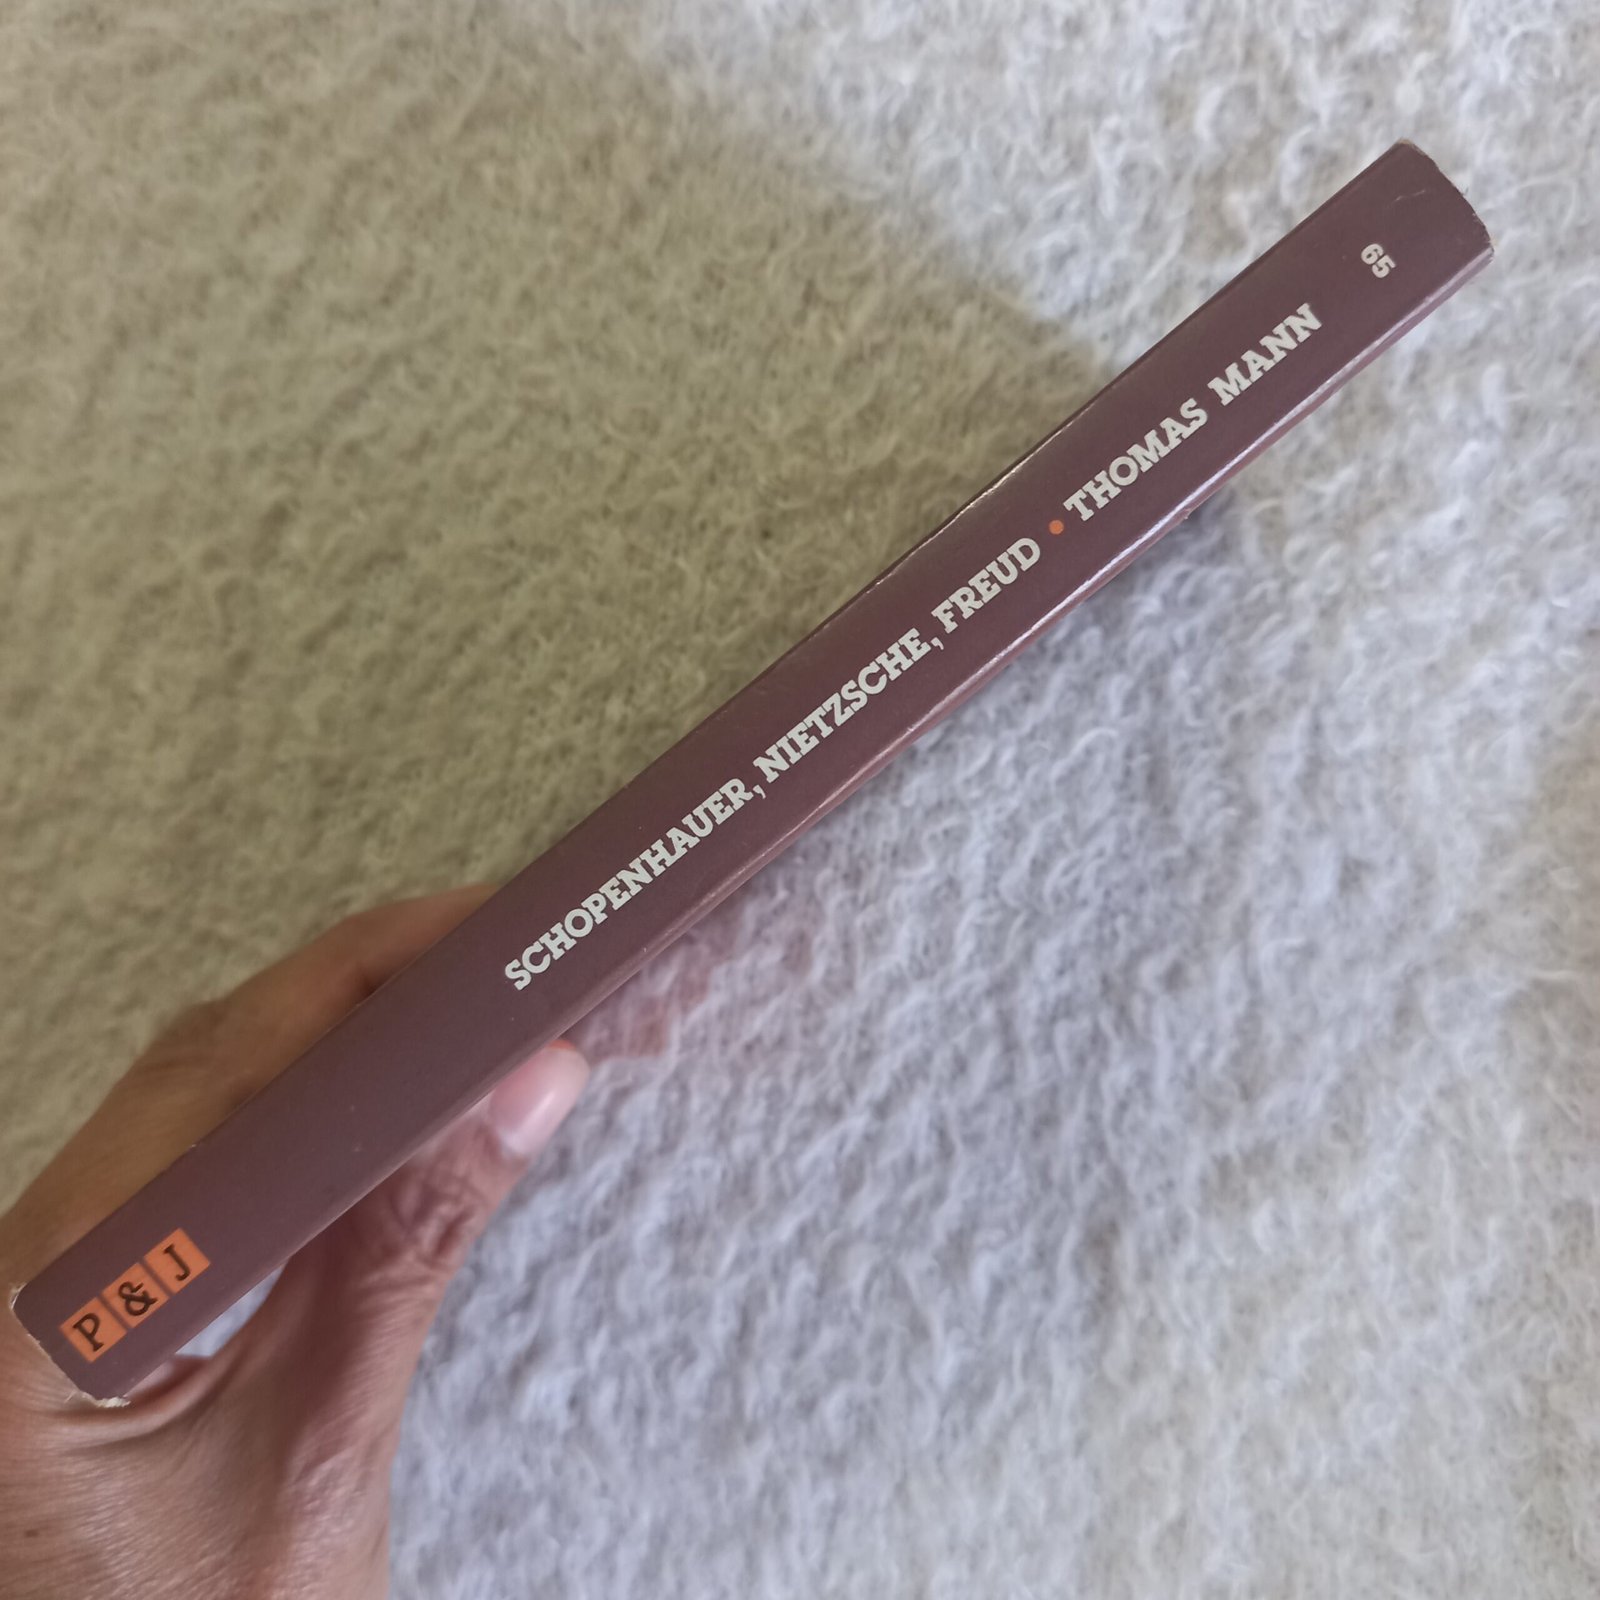 P & J
SCHOPENHAUER, NIETZSCHE, FREUD • THOMAS MANN
65